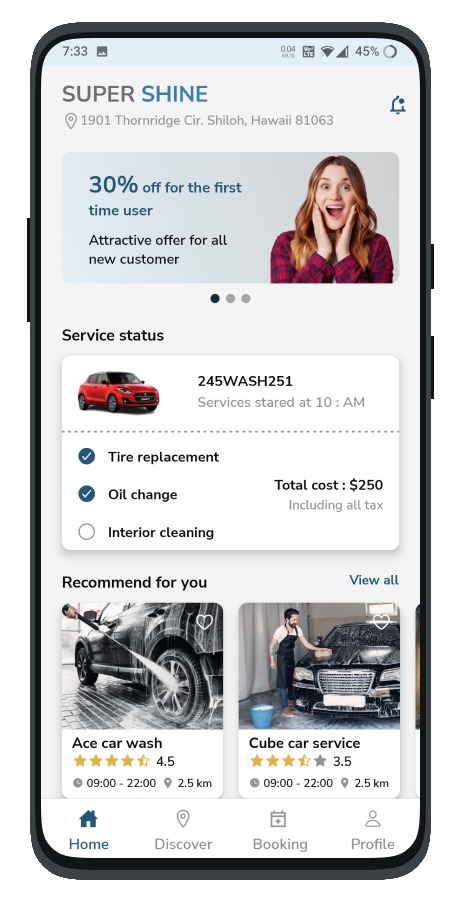 7:33
0.04
KB/S
45%
SUPER SHINE
1901 Thornridge Cir. Shiloh, Hawaii 81063
30% off for the first
time user
Attractive offer for all
new customer
Service status
245WASH251
Services stared at 10 : AM
Tire replacement
Oil change
Total cost : $250
Including all tax
Interior cleaning
Recommend for you
View all
Ace car wash
4.5
09:00 - 22:00
2.5 km
Cube car service
3.5
09:00 - 22:00
2.5 km
Home
Discover
Booking
Profile